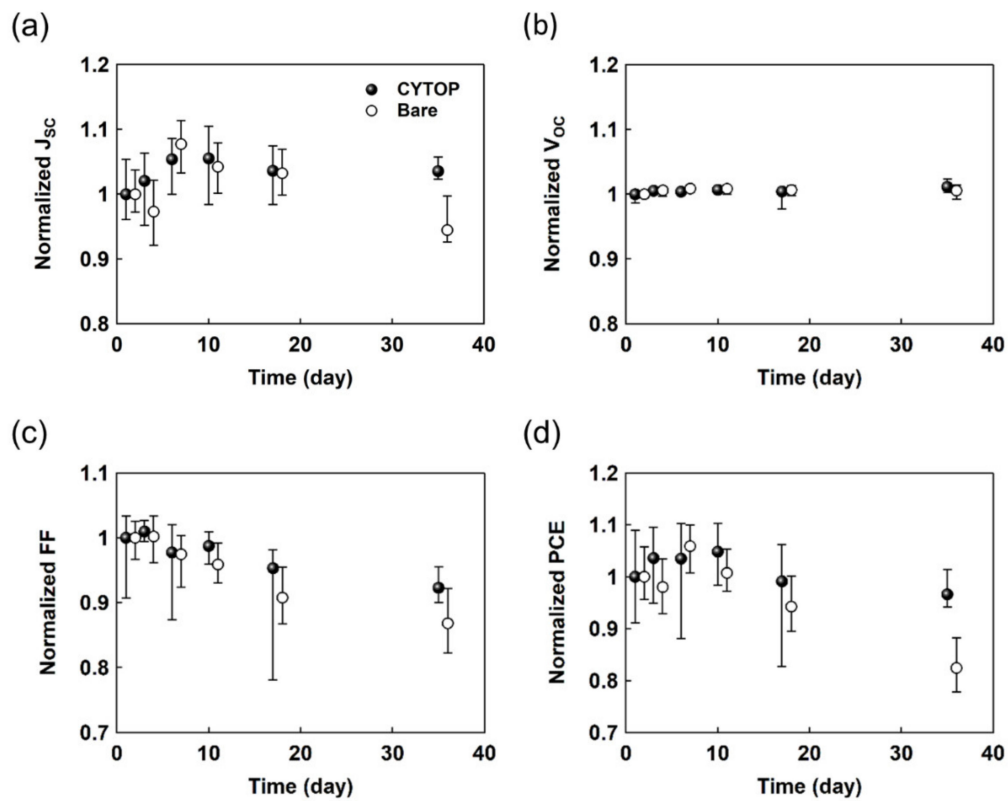 (a)
1.2
1.1
1
0.9
0.8
Normalized JSC
CYTOP
Bare
0
10
20
30
40
Time (day)
(b)
1.2
1.1
1
0.9
0.8
Normalized VOC
0
10
20
30
40
Time (day)
(c)
1.1
1
0.9
0.8
0.7
Normalized FF
0
10
20
30
40
Time (day)
(d)
1.2
1.1
1
0.9
0.8
0.7
Normalized PCE
0
10
20
30
40
Time (day)